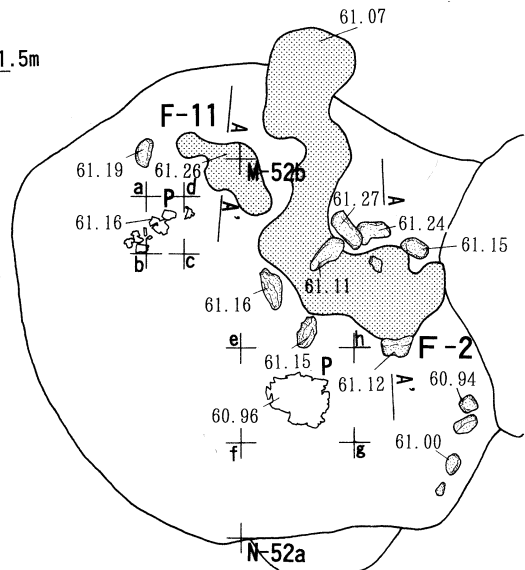 61.07
1.5m
F-11
A
61.19
61.26
M-52b
a
P
d
A'
61.27
A
61.24
61.16
61.15
b
c
61.16
61.11
e
h
61.15
F-2
P
61.12
A'
60.94
60.96
f
g
61.00
N-52a